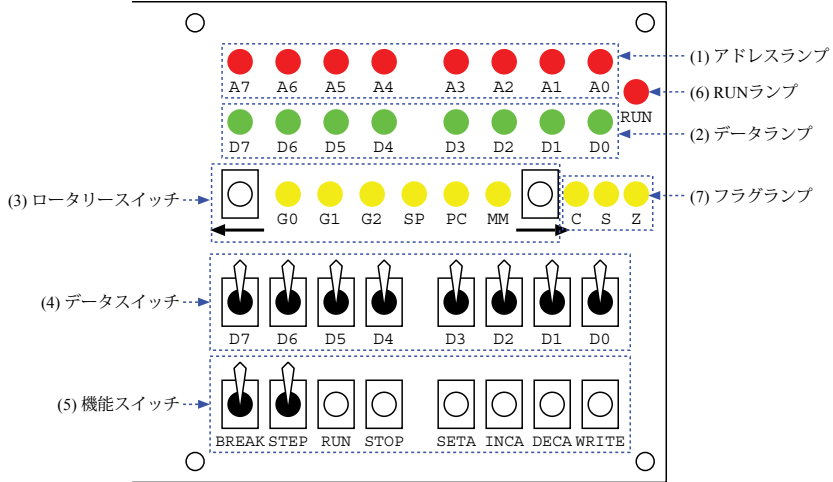 (1) アドレスランプ
A7 A6 A5 A4 A3 A2 A1 A0
(6) RUNランプ
RUN
(2) データランプ
D7 D6 D5 D4 D3 D2 D1 D0
(3) ロータリースイッチ
G0 G1 G2 SP PC MM
C S Z
(7) フラグランプ
(4) データスイッチ
D7 D6 D5 D4 D3 D2 D1 D0
(5) 機能スイッチ
BREAK STEP RUN STOP SETA INCA DECA WRITE